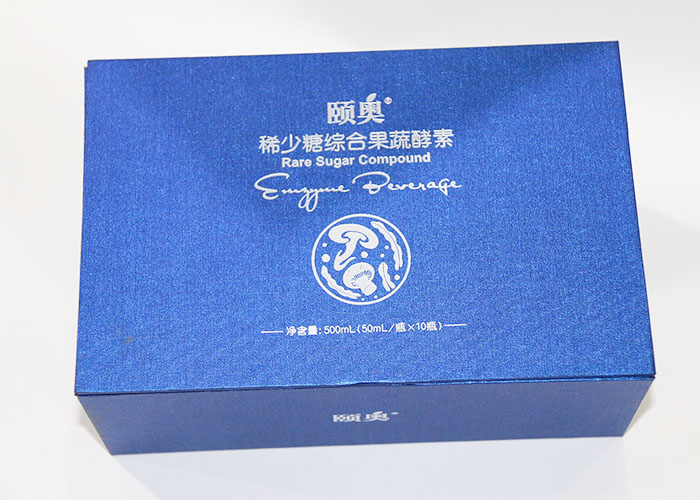 颐奥®
稀少糖综合果蔬酵素
Rare Sugar Compound
Enzyme Beverage
净含量: 500mL(50mL/瓶×10瓶)
颐奥